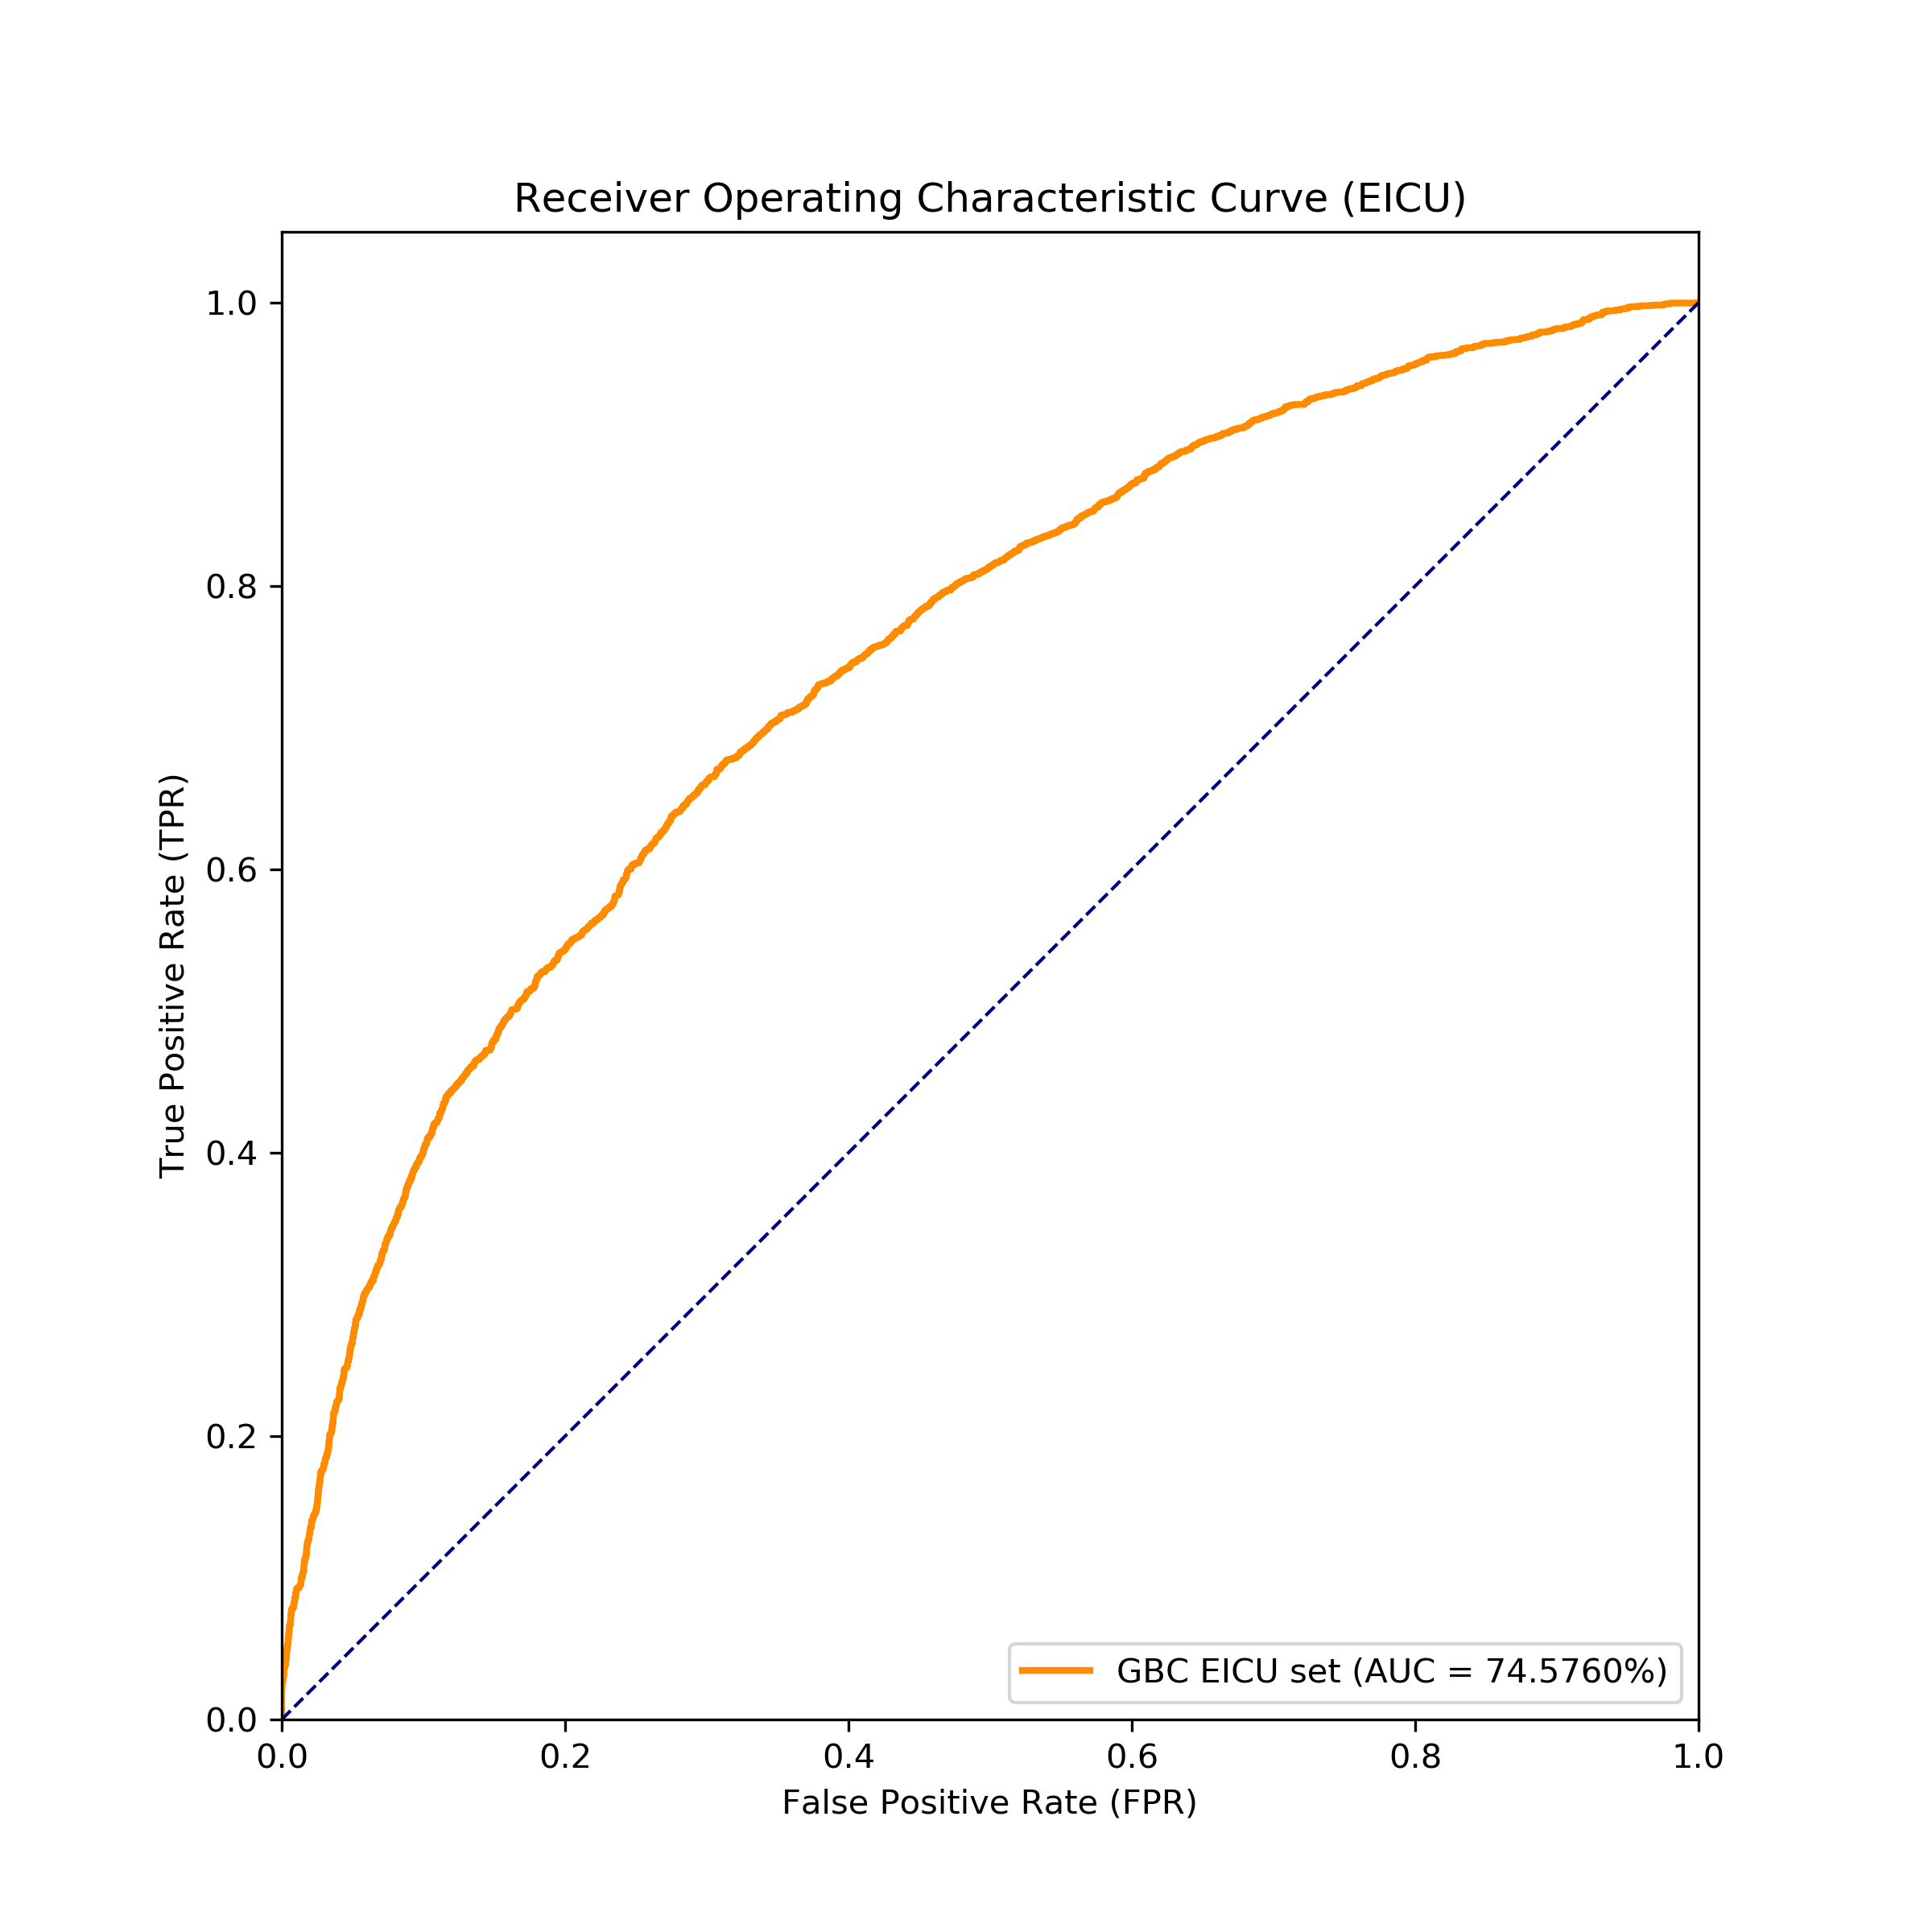 Receiver Operating Characteristic Curve (EICU)
1.0
0.8
0.6
0.4
0.2
0.0
True Positive Rate (TPR)
GBC EICU set (AUC = 74.5760%)
0.0 0.2 0.4 0.6 0.8 1.0
False Positive Rate (FPR)